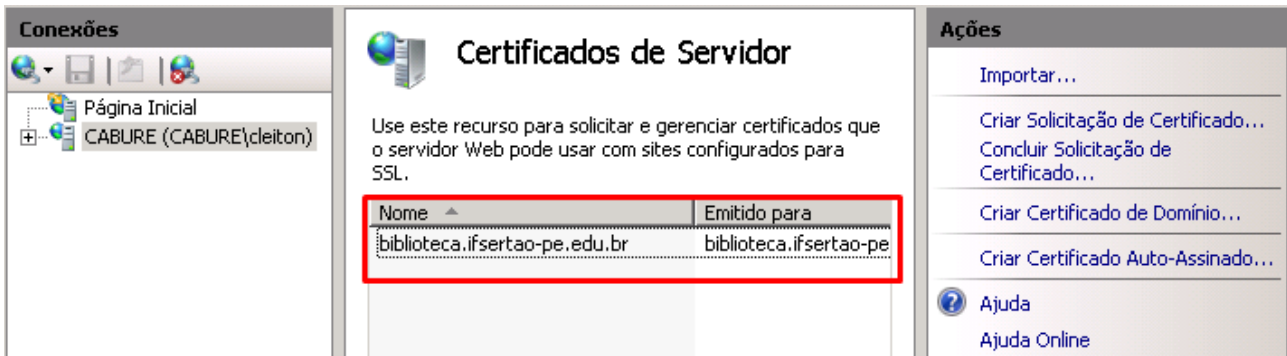 Conexões
Página Inicial
CABURE (CABURE\cleiton)
Certificados de Servidor
Use este recurso para solicitar e gerenciar certificados que
o servidor Web pode usar com sites configurados para
SSL.
Nome Emitido para
biblioteca.ifsertao-pe.edu.br biblioteca.ifsertao-pe
Ações
Importar...
Criar Solicitação de Certificado...
Concluir Solicitação de
Certificado...
Criar Certificado de Domínio...
Criar Certificado Auto-Assinado...
Ajuda
Ajuda Online